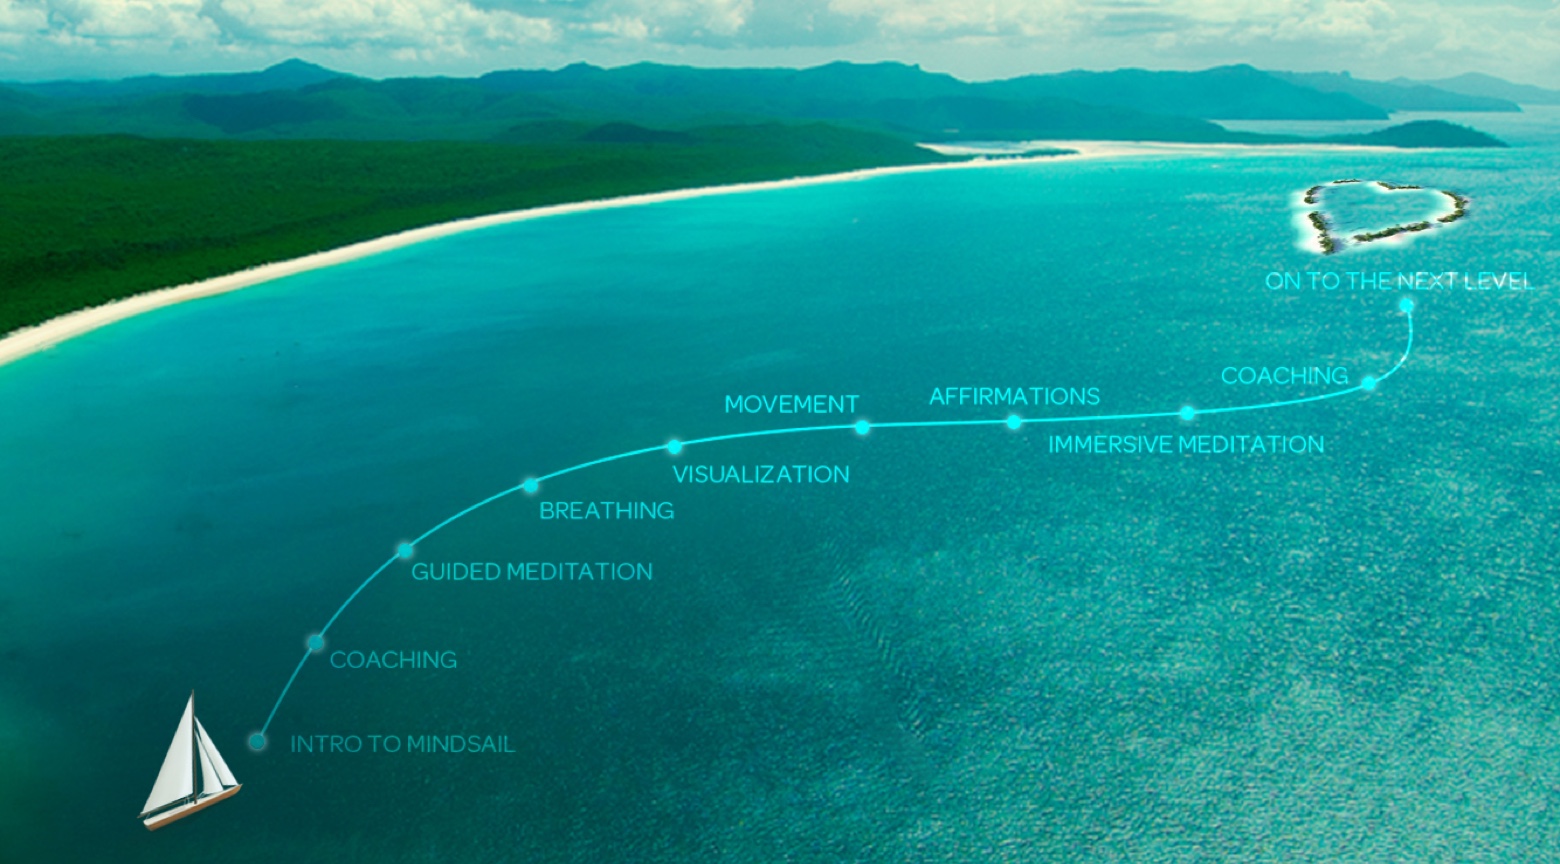 ON TO THE NEXT LEVEL
COACHING
AFFIRMATIONS
MOVEMENT
IMMERSIVE MEDITATION
VISUALIZATION
BREATHING
GUIDED MEDITATION
COACHING
INTRO TO MINDSAIL